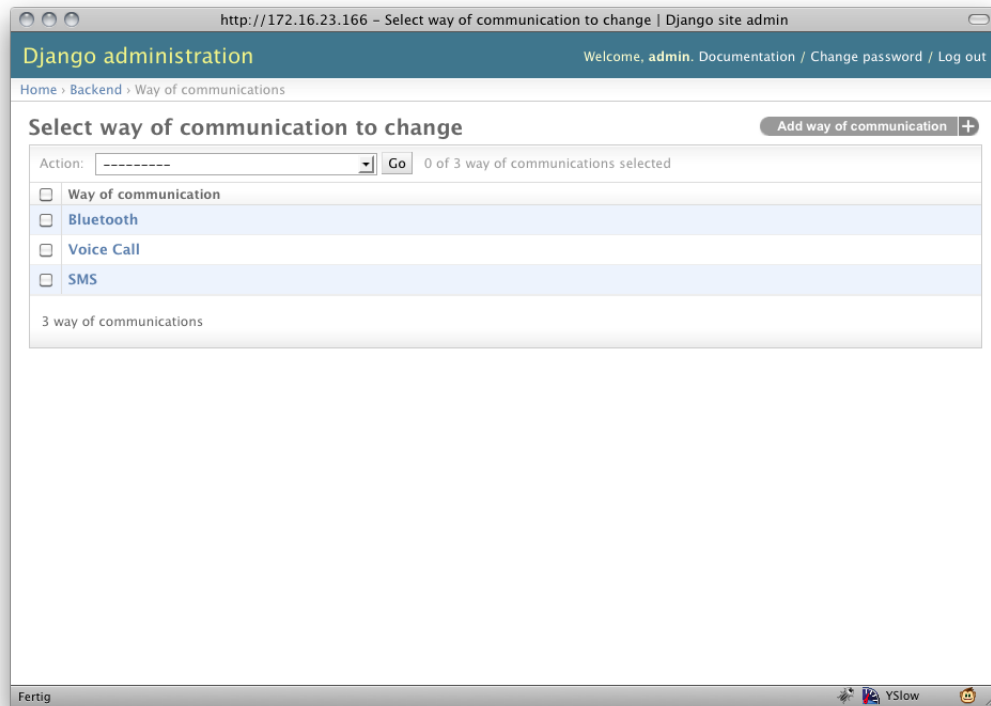 http://172.16.23.166 – Select way of communication to change | Django site admin
Django administration
Welcome, admin. Documentation / Change password / Log out
Home › Backend › Way of communications
Select way of communication to change
Add way of communication +
Action: --------- Go 0 of 3 way of communications selected
Way of communication
Bluetooth
Voice Call
SMS
3 way of communications
Fertig YSlow